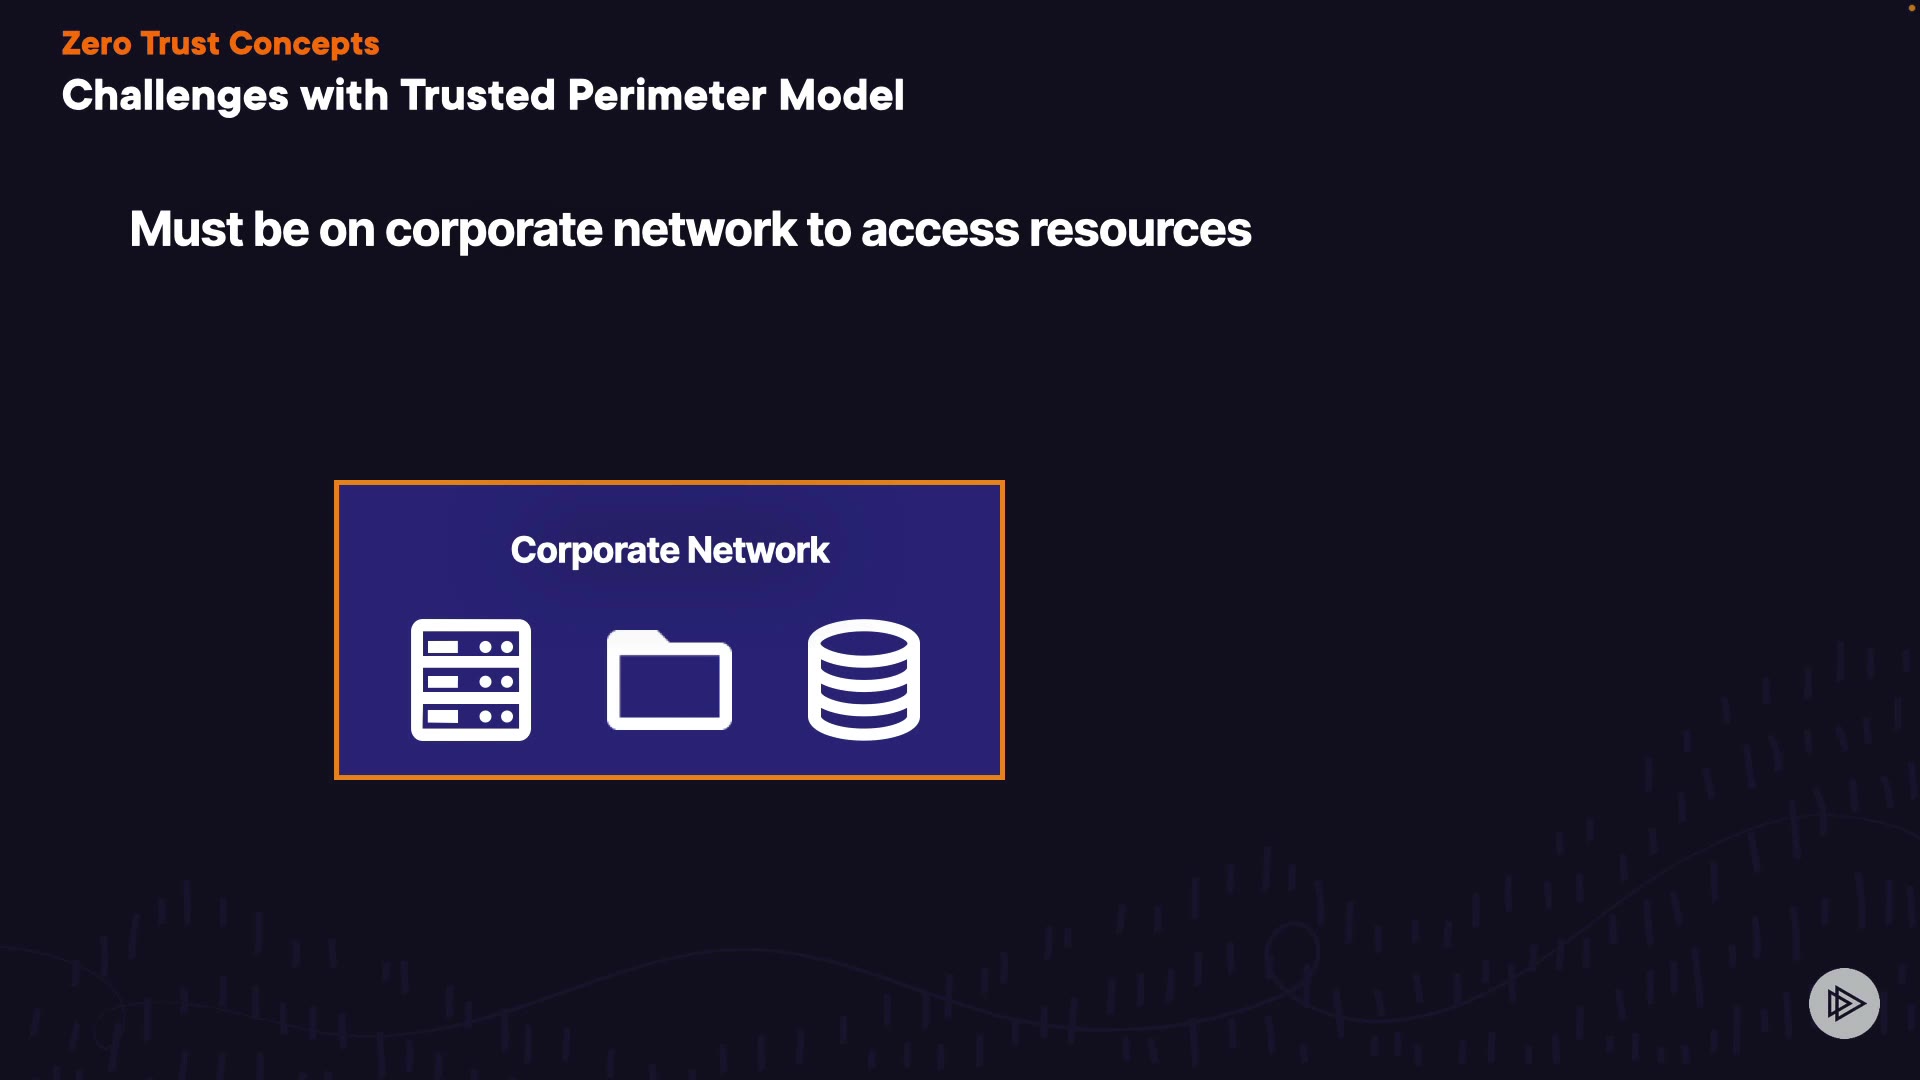 Zero Trust Concepts
Challenges with Trusted Perimeter Model
Must be on corporate network to access resources
Corporate Network